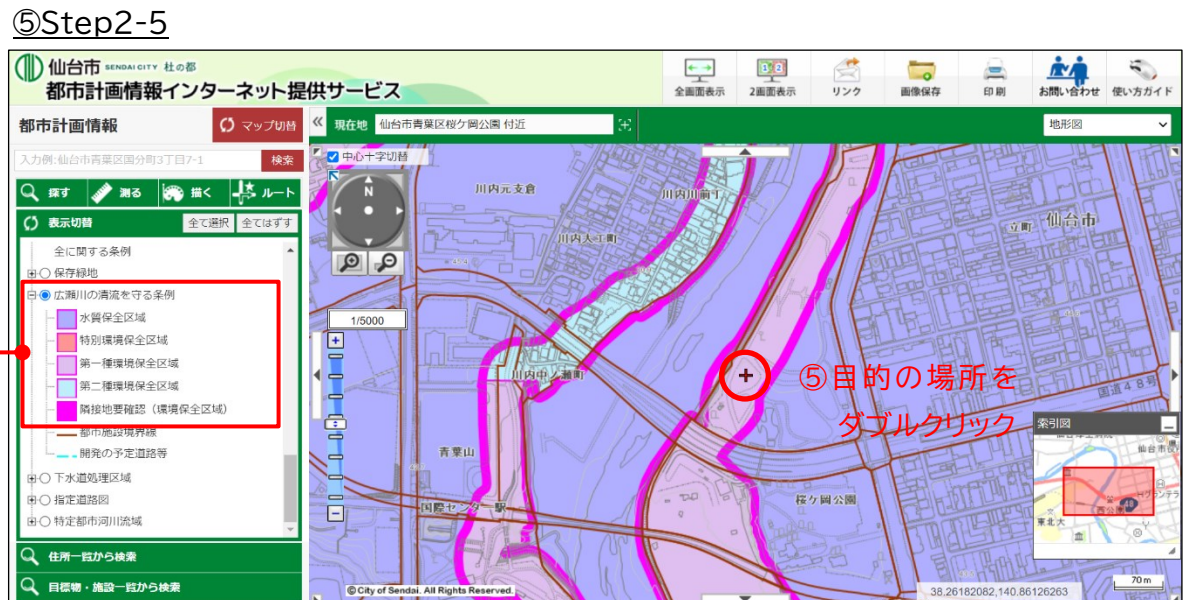 ⑤Step2-5
仙台市 SENDAI CITY 杜の都
都市計画情報インターネット提供サービス
全画面表示
2画面表示
リンク
画像保存
印刷
お問い合わせ
使い方ガイド
都市計画情報
マップ切替
現在地 仙台市青葉区桜ケ岡公園 付近
地形図
入力例:仙台市青葉区国分町3丁目7-1
検索
探す
測る
描く
ルート
表示切替
全て選択
全てはずす
全に関する条例
保存緑地
広瀬川の清流を守る条例
水質保全区域
特別環境保全区域
第一種環境保全区域
第二種環境保全区域
隣接地要確認（環境保全区域）
都市施設境界線
開発の予定道路等
下水道処理区域
指定道路図
特定都市河川流域
住所一覧から検索
目標物・施設一覧から検索
中心十字切替
N
1/5000
川内元支倉
川内川前丁
川内大工町
立町
仙台市
川内中ノ瀬町
青葉山
国際センター駅
桜ケ岡公園
国道48号
⑤目的の場所を
ダブルクリック
索引図
仙台市役
東北大
西公園
48
© City of Sendai. All Rights Reserved.
38.26182082,140.86126263
70 m